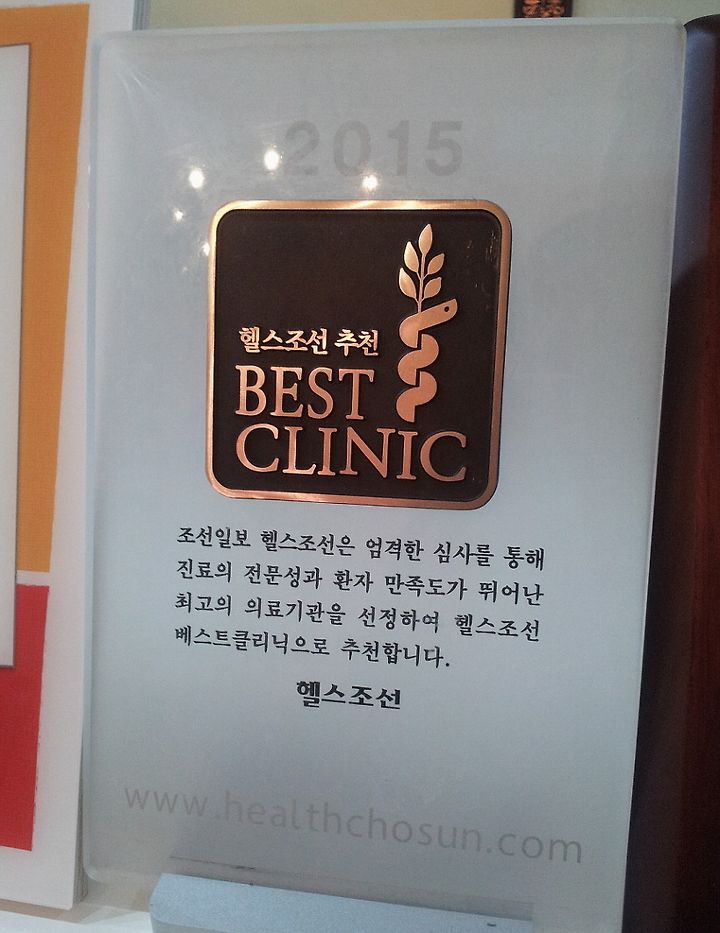 2015
헬스조선 추천
BEST
CLINIC
조선일보 헬스조선은 엄격한 심사를 통해
진료의 전문성과 환자 만족도가 뛰어난
최고의 의료기관을 선정하여 헬스조선
베스트클리닉으로 추천합니다.
헬스조선
www.healthchosun.com